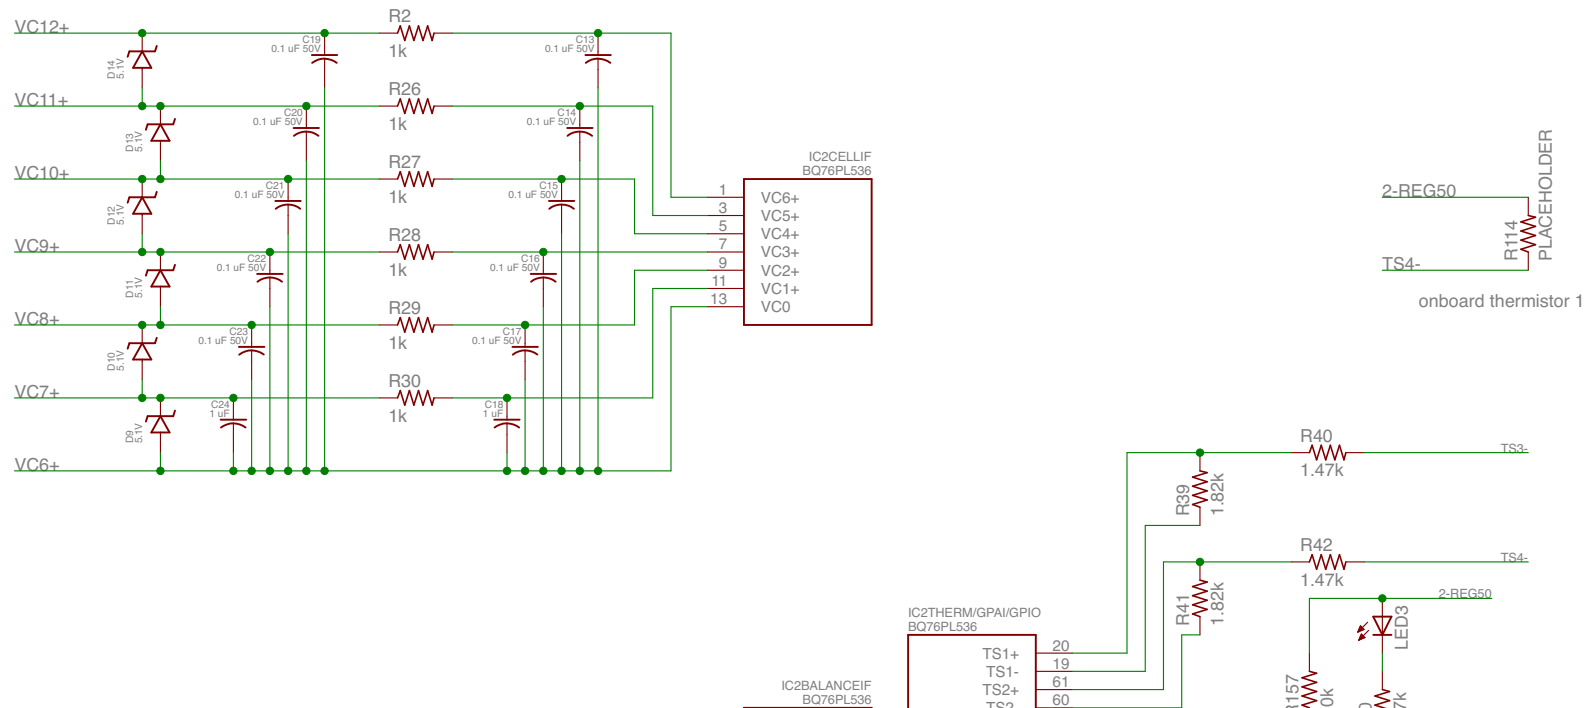 VC12+
D14
5.1V
C19
0.1 uF 50V
R2
1k
C13
0.1 uF 50V
VC11+
D13
5.1V
C20
0.1 uF 50V
R26
1k
C14
0.1 uF 50V
VC10+
D12
5.1V
C21
0.1 uF 50V
R27
1k
C15
0.1 uF 50V
VC9+
D11
5.1V
C22
0.1 uF 50V
R28
1k
C16
0.1 uF 50V
VC8+
D10
5.1V
C23
0.1 uF 50V
R29
1k
C17
0.1 uF 50V
VC7+
D9
5.1V
C24
1 uF
R30
1k
C18
1 uF
VC6+
IC2CELLIF
BQ76PL536
1 VC6+
3 VC5+
5 VC4+
7 VC3+
9 VC2+
11 VC1+
13 VC0
2-REG50
R114
PLACEHOLDER
TS4-
onboard thermistor 1
R40
1.47k
TS3-
R39
1.82k
R42
1.47k
TS4-
R41
1.82k
2-REG50
LED3
IC2THERM/GPAI/GPIO
BQ76PL536
TS1+ 20
TS1- 19
TS2+ 61
TS2- 60
IC2BALANCEIF
BQ76PL536
R157